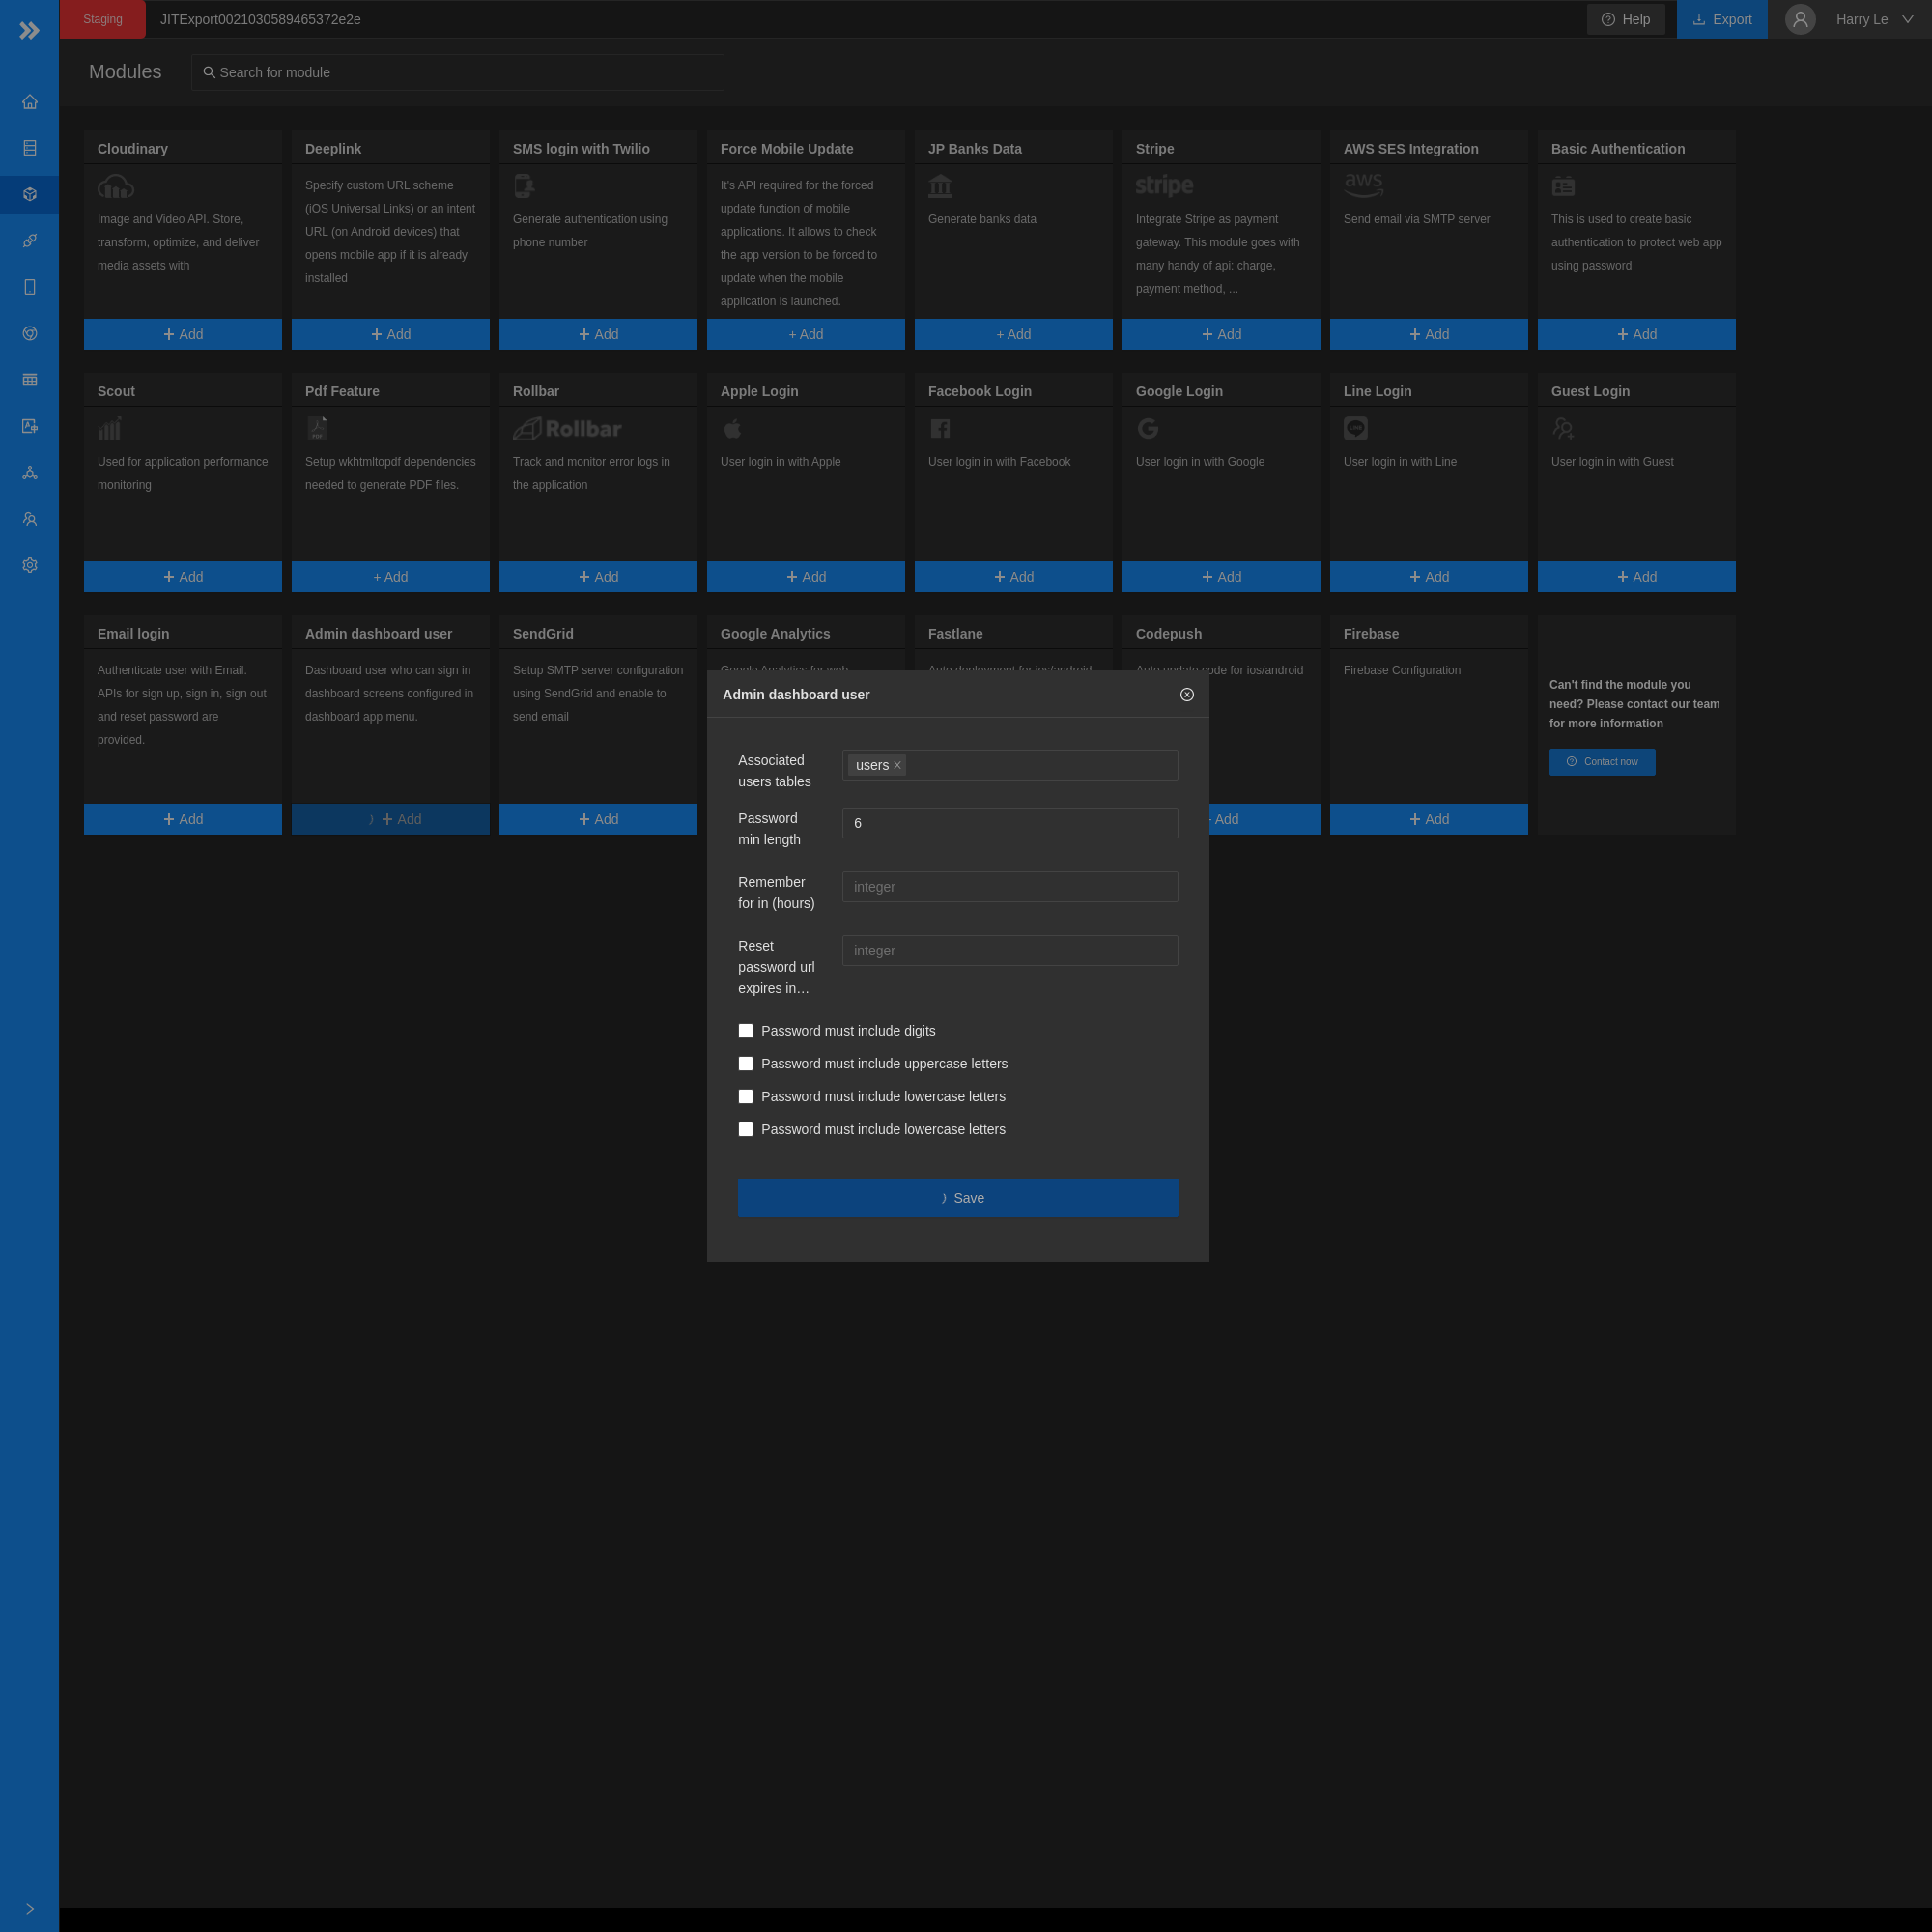 Staging
JITExport0021030589465372e2e
Help
Export
Harry Le
Modules
Search for module
Cloudinary
Image and Video API. Store,
transform, optimize, and deliver
media assets with
+ Add
Deeplink
Specify custom URL scheme
(iOS Universal Links) or an intent
URL (on Android devices) that
opens mobile app if it is already
installed
+ Add
SMS login with Twilio
Generate authentication using
phone number
+ Add
Force Mobile Update
It's API required for the forced
update function of mobile
applications. It allows to check
the app version to be forced to
update when the mobile
application is launched.
+ Add
JP Banks Data
Generate banks data
+ Add
Stripe
stripe
Integrate Stripe as payment
gateway. This module goes with
many handy of api: charge,
payment method, ...
+ Add
AWS SES Integration
aws
Send email via SMTP server
+ Add
Basic Authentication
This is used to create basic
authentication to protect web app
using password
+ Add
Scout
Used for application performance
monitoring
+ Add
Pdf Feature
PDF
Setup wkhtmltopdf dependencies
needed to generate PDF files.
+ Add
Rollbar
Rollbar
Track and monitor error logs in
the application
+ Add
Apple Login
User login in with Apple
+ Add
Facebook Login
User login in with Facebook
+ Add
Google Login
User login in with Google
+ Add
Line Login
LINE
User login in with Line
+ Add
Guest Login
User login in with Guest
+ Add
Email login
Authenticate user with Email.
APIs for sign up, sign in, sign out
and reset password are
provided.
+ Add
Admin dashboard user
Dashboard user who can sign in
dashboard screens configured in
dashboard app menu.
+ Add
SendGrid
Setup SMTP server configuration
using SendGrid and enable to
send email
+ Add
Google Analytics
Google Analytics for web
Fastlane
Auto deployment for ios/android
Codepush
Auto update code for ios/android
Add
Firebase
Firebase Configuration
+ Add
Can't find the module you
need? Please contact our team
for more information
Contact now
Admin dashboard user
Associated
users tables
users
Password
min length
6
Remember
for in (hours)
integer
Reset
password url
expires in…
integer
Password must include digits
Password must include uppercase letters
Password must include lowercase letters
Password must include lowercase letters
Save